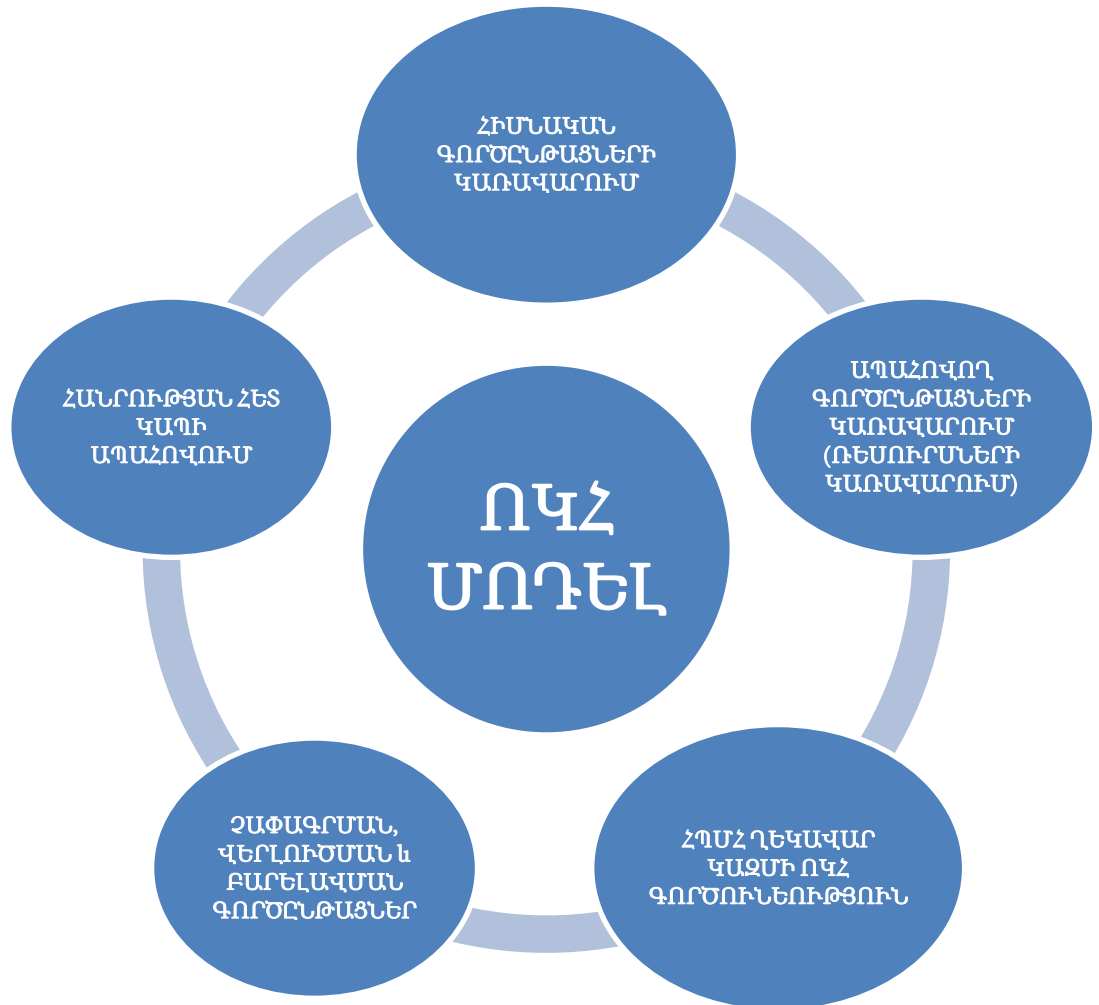 ՀԻՄՆԱԿԱՆ
ԳՈՐԾԸՆԹԱՑՆԵՐԻ
ԿԱՌԱՎԱՐՈՒՄ
ԱՊԱՀՈՎՈՂ
ԳՈՐԾԸՆԹԱՑՆԵՐԻ
ԿԱՌԱՎԱՐՈՒՄ
(ՌԵՍՈՒՐՍՆԵՐԻ
ԿԱՌԱՎԱՐՈՒՄ)
ՀՊՄՀ ՂԵԿԱՎԱՐ
ԿԱԶՄԻ ՈԿՀ
ԳՈՐԾՈՒՆԵՈՒԹՅՈՒՆ
ՉԱՓԱԳՐՄԱՆ,
ՎԵՐԼՈՒԾՄԱՆ և
ԲԱՐԵԼԱՎՄԱՆ
ԳՈՐԾԸՆԹԱՑՆԵՐ
ՀԱՆՐՈՒԹՅԱՆ ՀԵՏ
ԿԱՊԻ
ԱՊԱՀՈՎՈՒՄ
ՈԿՀ
ՄՈԴԵԼ